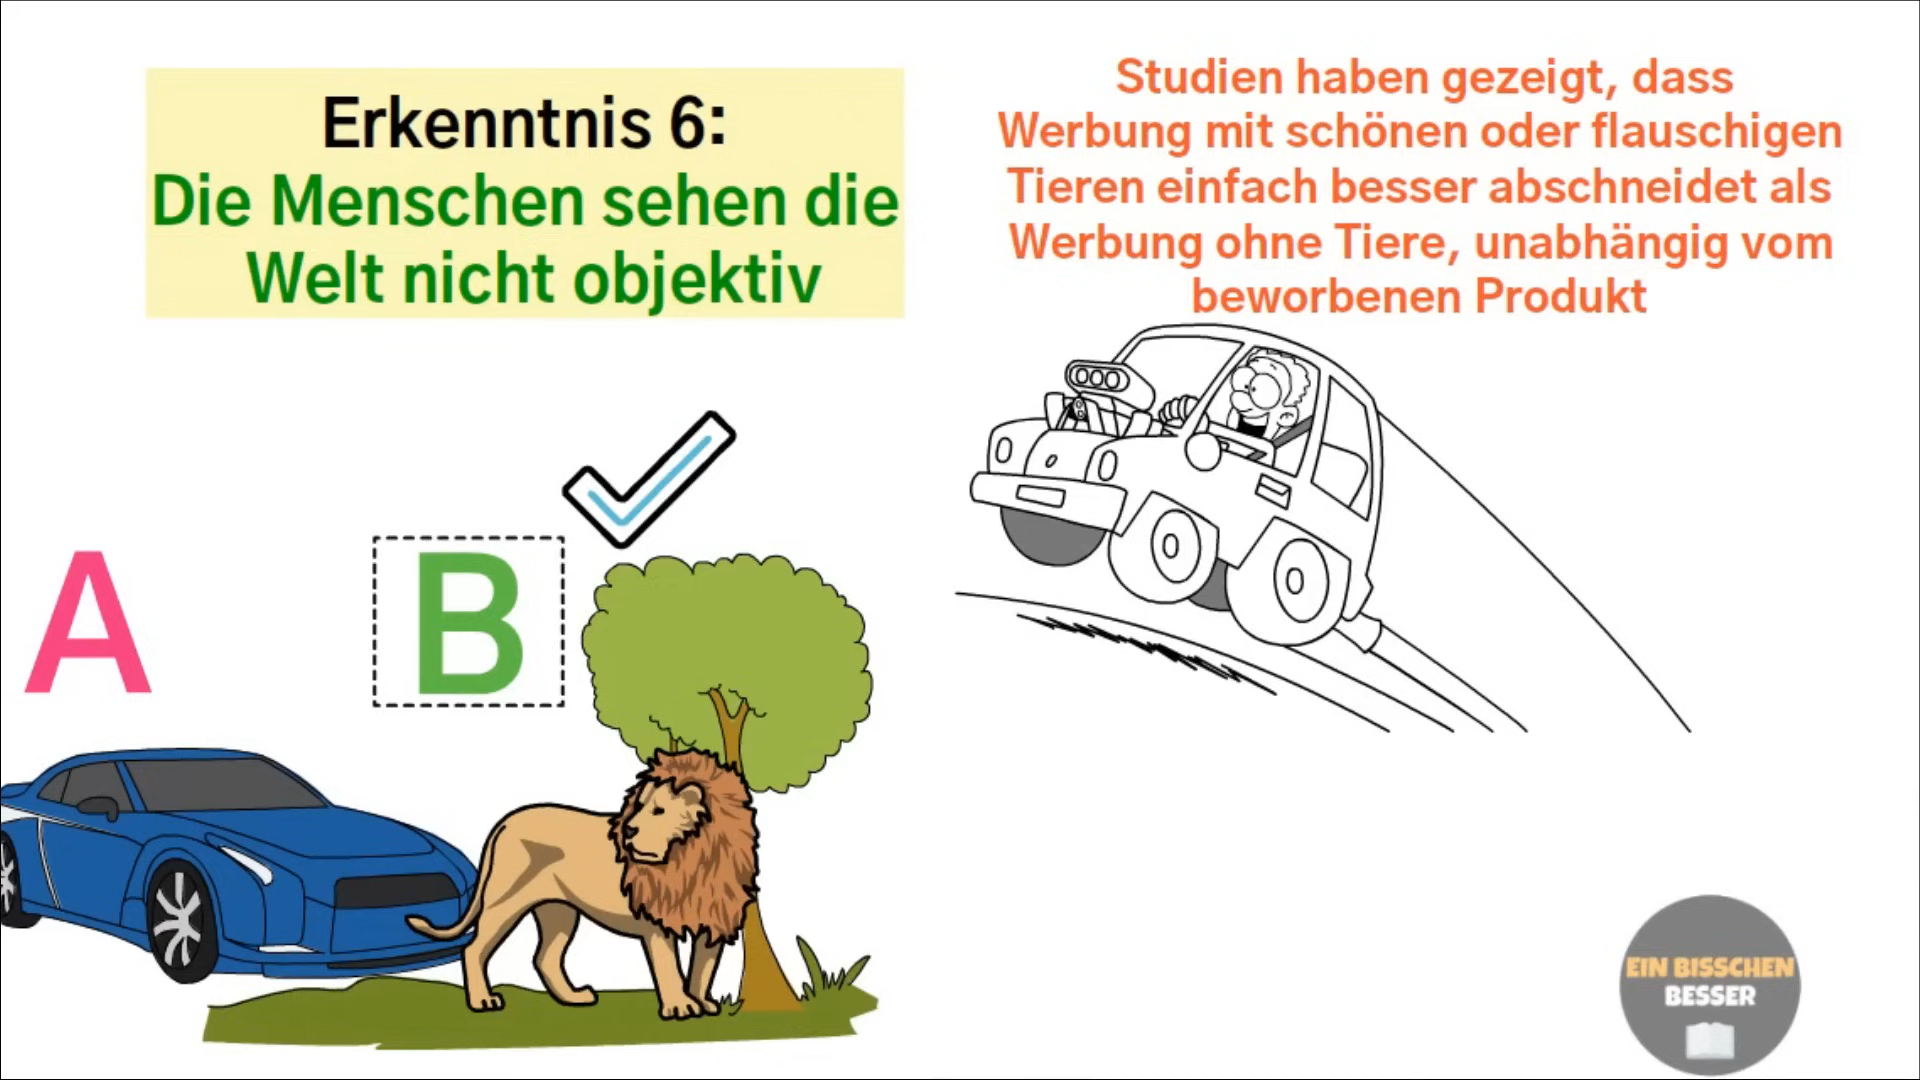 Erkenntnis 6:
Die Menschen sehen die
Welt nicht objektiv
Studien haben gezeigt, dass
Werbung mit schönen oder flauschigen
Tieren einfach besser abschneidet als
Werbung ohne Tiere, unabhängig vom
beworbenen Produkt
A
B
EIN BISSCHEN
BESSER